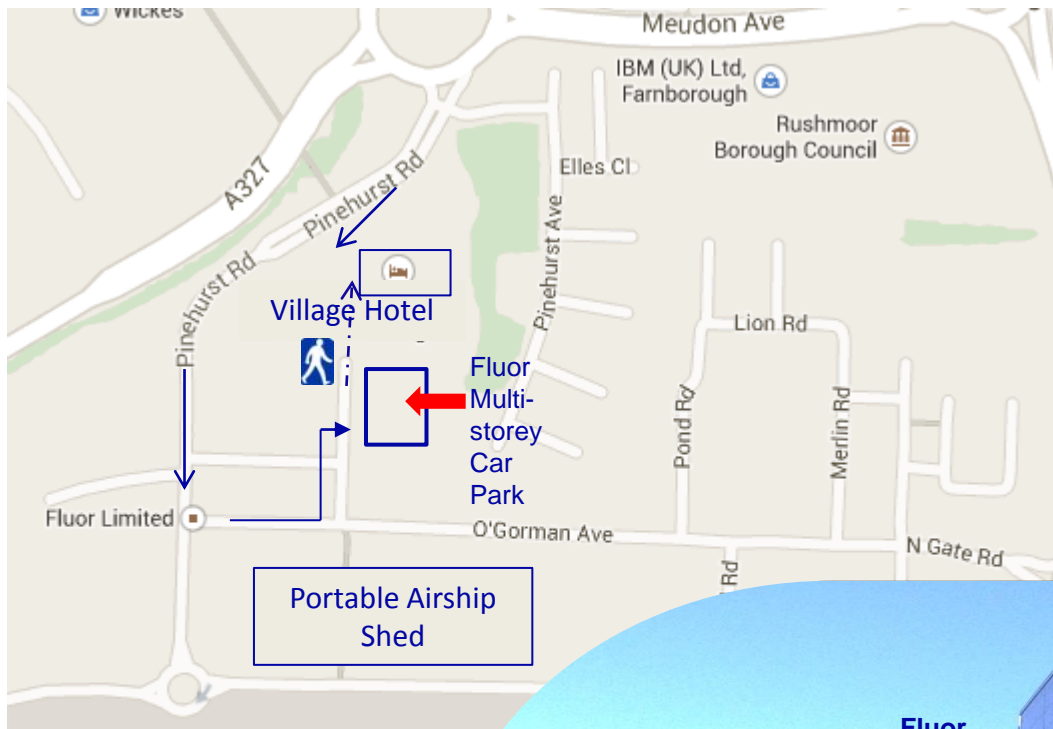 Wickes
Meudon Ave
IBM (UK) Ltd,
Farnborough
Rushmoor
Borough Council
Elles Cl
A327
Pinehurst Rd
Pinehurst Rd
Pinehurst Ave
Village Hotel
Lion Rd
Fluor
Multi-
storey
Car
Park
Pond Rd
Merlin Rd
Fluor Limited
O'Gorman Ave
N Gate Rd
Rd
Portable Airship
Shed
Fluor